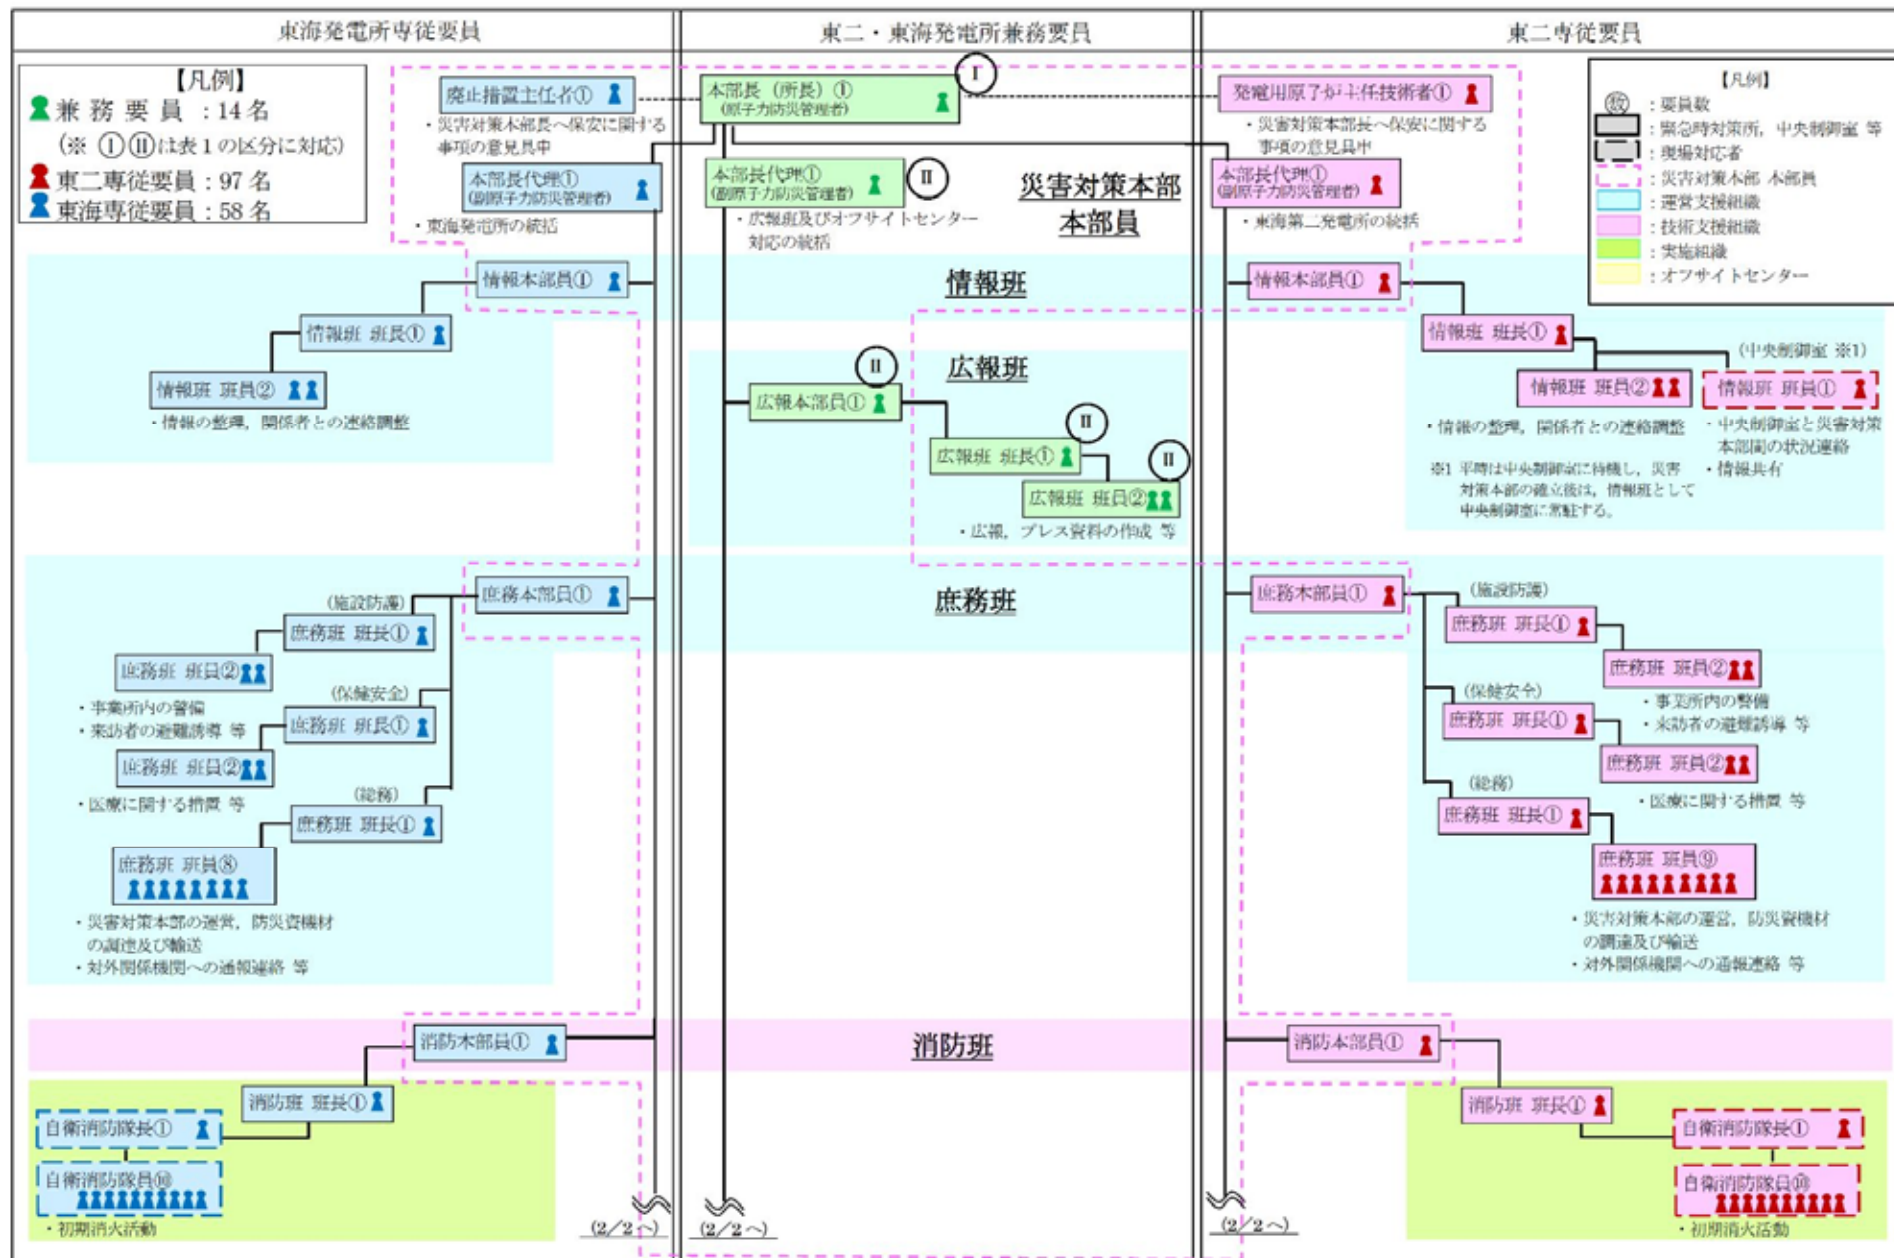 東海発電所専従要員
東二・東海発電所兼務要員
東二専従要員
【凡例】
兼務要員:14名
(※ ⅠⅡは表1の区分に対応)
東二専従要員:97名
東海専従要員:58名
廃止措置主任者①
・災害対策本部長へ保安に関する
事項の意見具申
本部長代理①
(副原子力防災管理者)
・東海発電所の統括
本部長(所長)①
(原子力防災管理者)
Ⅰ
本部長代理①
(副原子力防災管理者)
Ⅱ
・広報班及びオフサイトセンター
対応の統括
災害対策本部
本部員
発電用原子炉主任技術者①
・災害対策本部長へ保安に関する
事項の意見具申
本部長代理①
(副原子力防災管理者)
・東海第二発電所の統括
【凡例】
数 :要員数
:緊急時対策所,中央制御室 等
:現場対応者
:災害対策本部 本部員
:運営支援組織
:技術支援組織
:実施組織
:オフサイトセンター
情報班
情報本部員①
情報班 班長①
情報班 班員②
・情報の整理,関係者との連絡調整
情報本部員①
情報班 班長①
(中央制御室 ※1)
情報班 班員②
情報班 班員①
・情報の整理,関係者との連絡調整
・中央制御室と災害対策
本部間の状況連絡
・情報共有
※1 平時は中央制御室に待機し,災害
対策本部の確立後は,情報班として
中央制御室に常駐する。
広報班
Ⅱ
広報本部員①
Ⅱ
広報班 班長①
Ⅱ
広報班 班員②
・広報,プレス資料の作成 等
庶務班
庶務本部員①
(施設防護)
庶務班 班長①
庶務班 班員②
・事業所内の警備
・来訪者の避難誘導 等
(保健安全)
庶務班 班長①
庶務班 班員②
・医療に関する措置 等
(総務)
庶務班 班長①
庶務班 班員⑧
・災害対策本部の運営,防災資機材
の調達及び輸送
・対外関係機関への通報連絡 等
庶務本部員①
(施設防護)
庶務班 班長①
庶務班 班員②
・事業所内の警備
・来訪者の避難誘導 等
(保健安全)
庶務班 班長①
庶務班 班員②
・医療に関する措置 等
(総務)
庶務班 班長①
庶務班 班員⑨
・災害対策本部の運営,防災資機材
の調達及び輸送
・対外関係機関への通報連絡 等
消防班
消防本部員①
消防班 班長①
自衛消防隊長①
自衛消防隊員⑩
・初期消火活動
消防本部員①
消防班 班長①
自衛消防隊長①
自衛消防隊員⑩
・初期消火活動
(2/2へ)
(2/2へ)
(2/2へ)